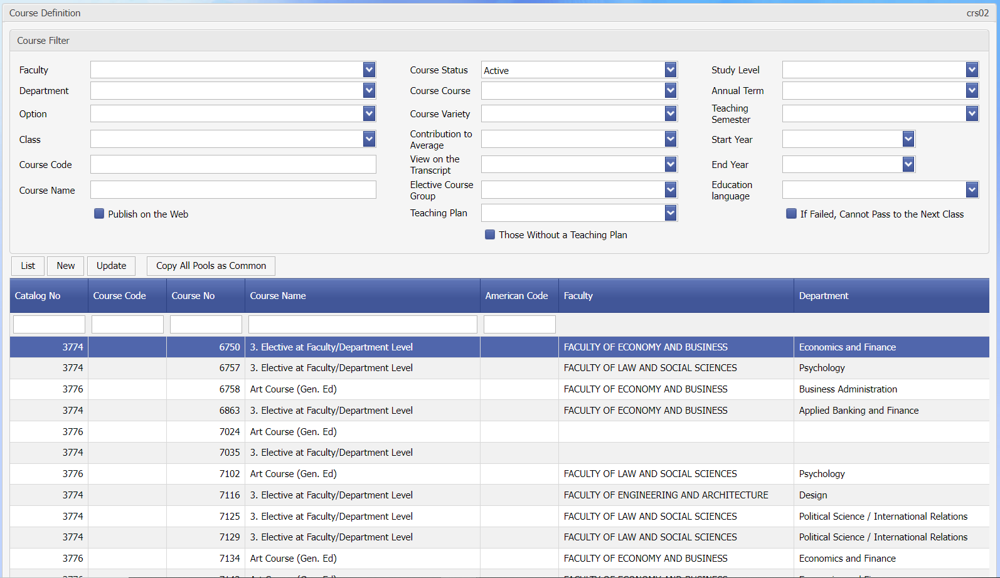 Course Definition crs02
Course Filter
Faculty
Course Status Active
Study Level
Department
Course Course
Annual Term
Option
Course Variety
Teaching
Semester
Class
Contribution to
Average
Start Year
Course Code
View on the
Transcript
End Year
Course Name
Elective Course
Group
Education
language
Publish on the Web
Teaching Plan
If Failed, Cannot Pass to the Next Class
Those Without a Teaching Plan
List New Update Copy All Pools as Common
Catalog No Course Code Course No Course Name American Code Faculty Department
3774 6750 3. Elective at Faculty/Department Level FACULTY OF ECONOMY AND BUSINESS Economics and Finance
3774 6757 3. Elective at Faculty/Department Level FACULTY OF LAW AND SOCIAL SCIENCES Psychology
3776 6758 Art Course (Gen. Ed) FACULTY OF ECONOMY AND BUSINESS Business Administration
3774 6863 3. Elective at Faculty/Department Level FACULTY OF ECONOMY AND BUSINESS Applied Banking and Finance
3776 7024 Art Course (Gen. Ed)
3774 7035 3. Elective at Faculty/Department Level
3776 7102 Art Course (Gen. Ed) FACULTY OF LAW AND SOCIAL SCIENCES Psychology
3774 7116 3. Elective at Faculty/Department Level FACULTY OF ENGINEERING AND ARCHITECTURE Design
3774 7125 3. Elective at Faculty/Department Level FACULTY OF LAW AND SOCIAL SCIENCES Political Science / International Relations
3774 7129 3. Elective at Faculty/Department Level FACULTY OF LAW AND SOCIAL SCIENCES Political Science / International Relations
3776 7134 Art Course (Gen. Ed) FACULTY OF ECONOMY AND BUSINESS Economics and Finance